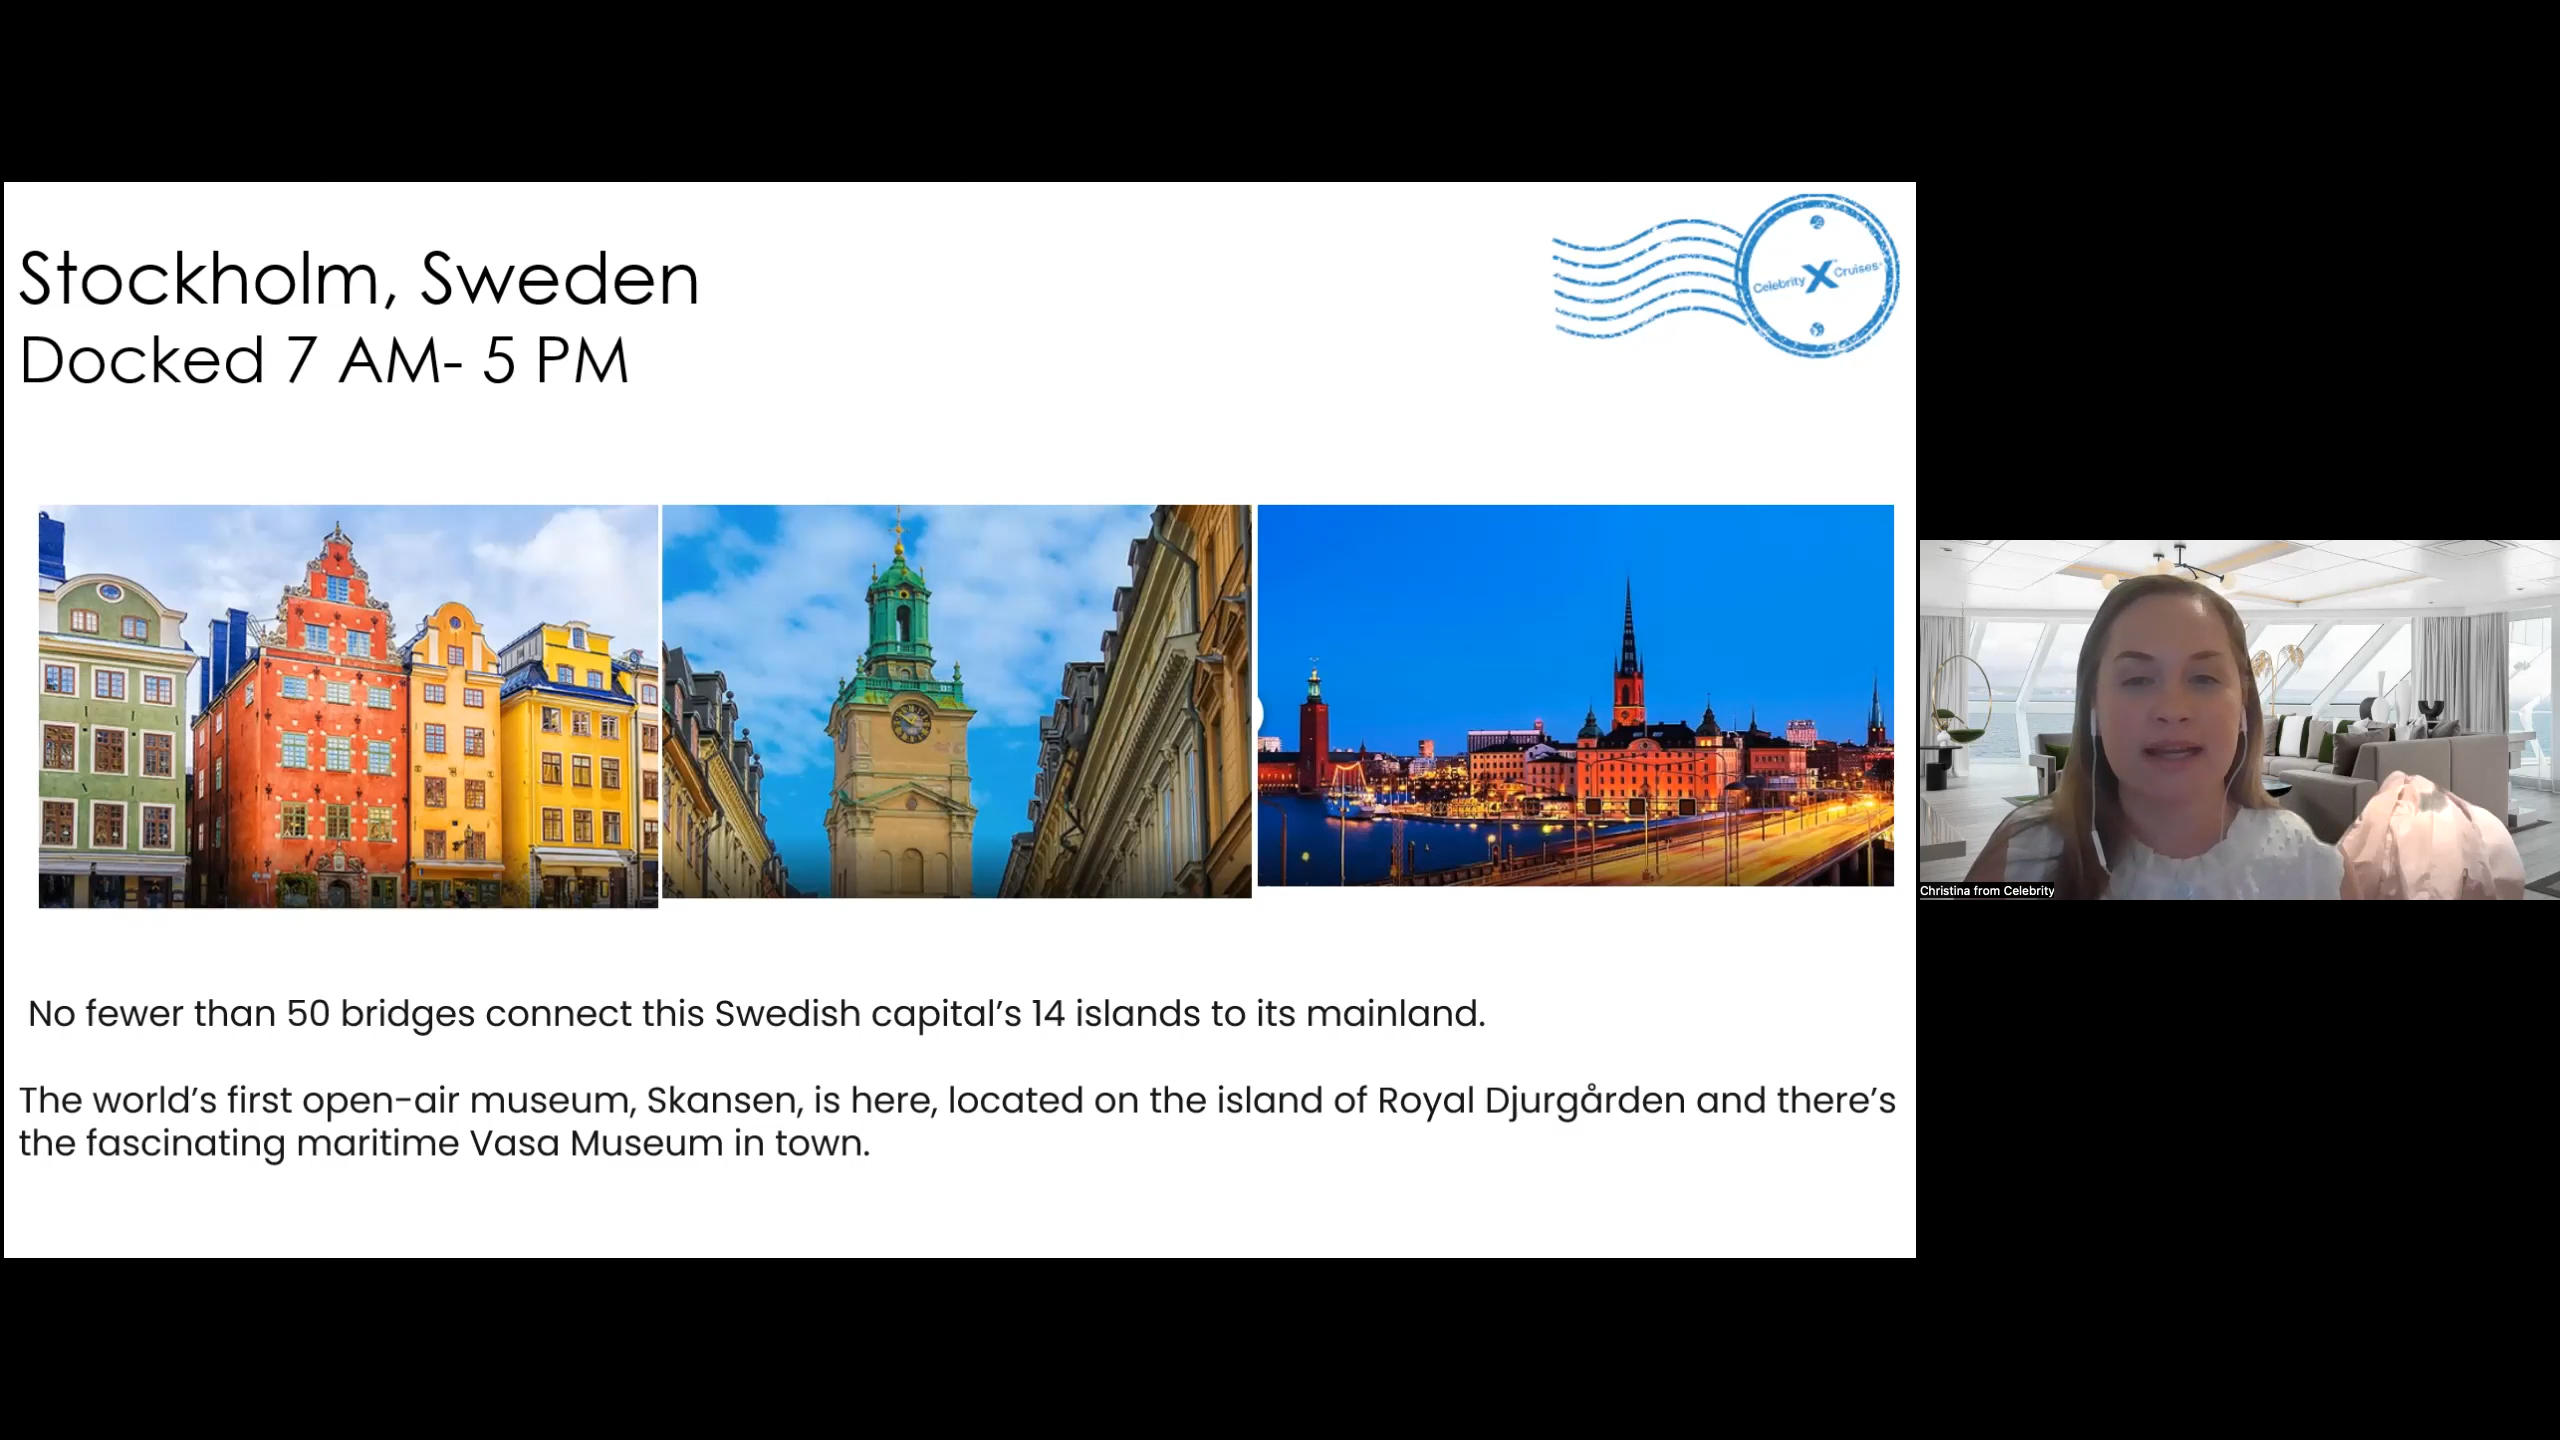 Stockholm, Sweden
Docked 7 AM- 5 PM
Celebrity X Cruises
No fewer than 50 bridges connect this Swedish capital’s 14 islands to its mainland.
The world’s first open-air museum, Skansen, is here, located on the island of Royal Djurgården and there’s
the fascinating maritime Vasa Museum in town.
Christina from Celebrity